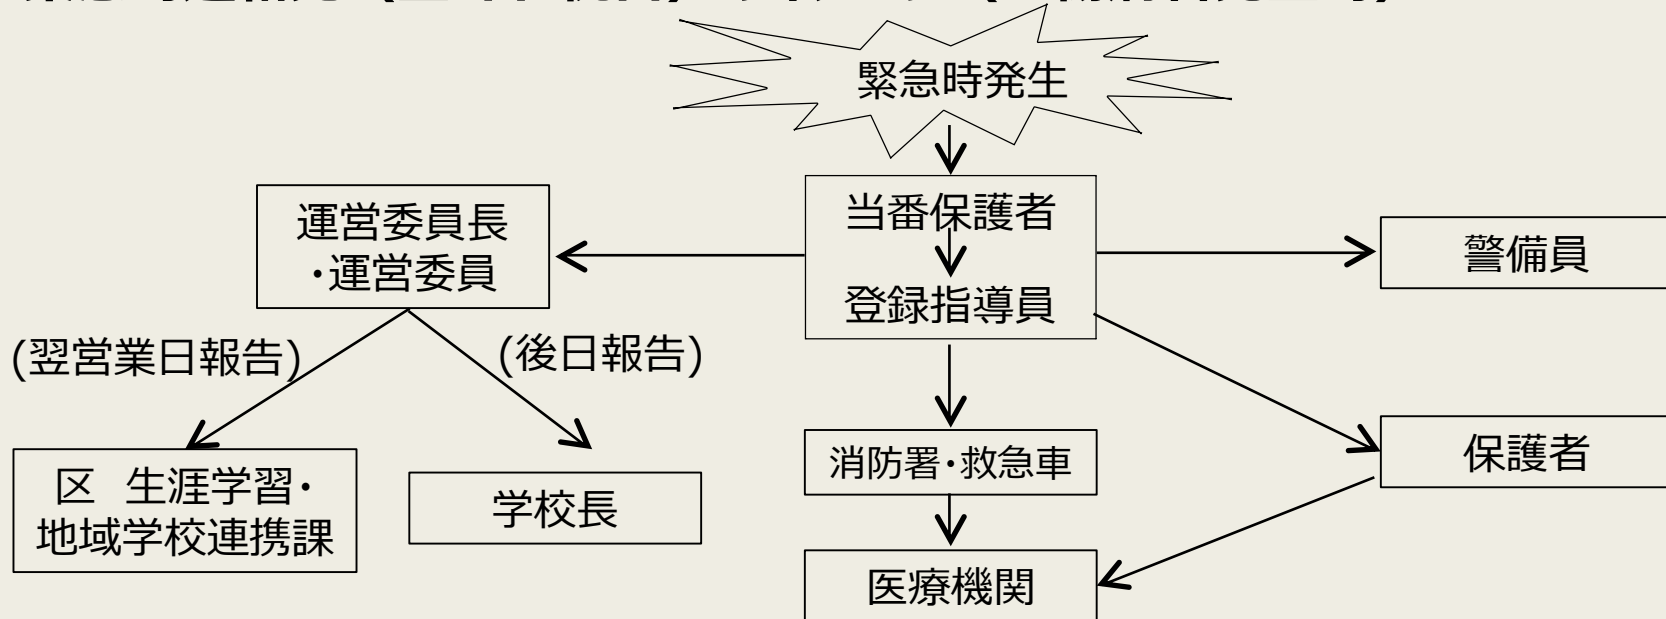 緊急時発生
当番保護者
登録指導員
運営委員長
・運営委員
警備員
(翌営業日報告)
(後日報告)
消防署・救急車
保護者
区 生涯学習・
地域学校連携課
学校長
医療機関